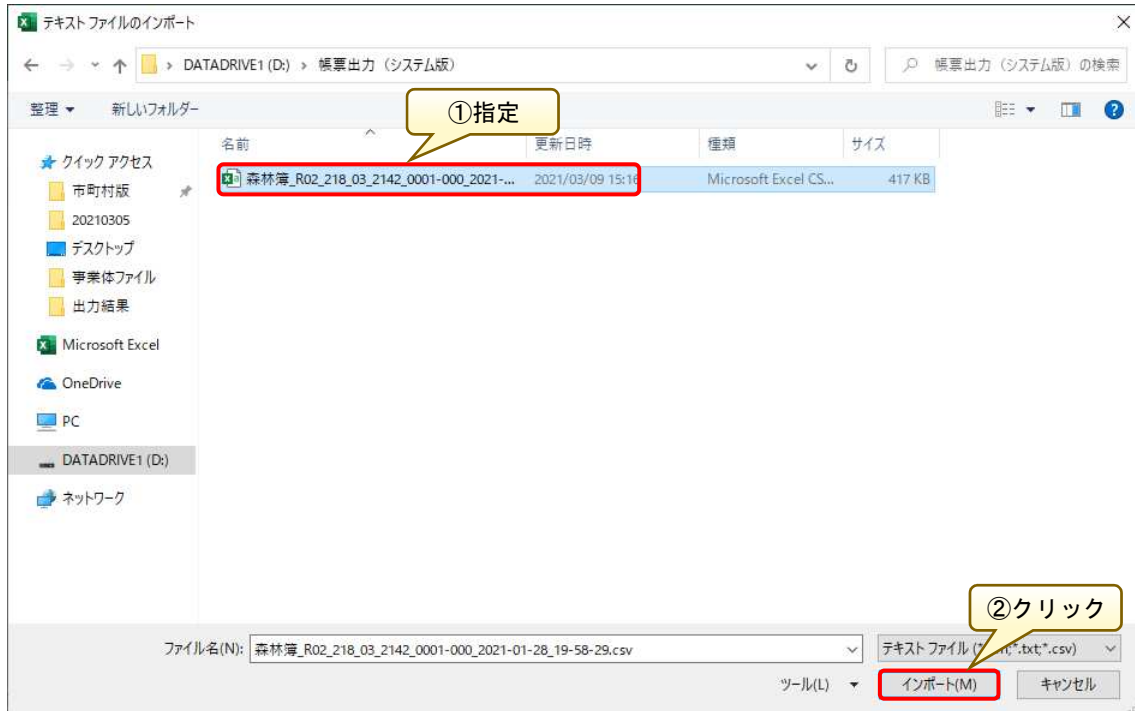 テキスト ファイルのインポート
DATADRIVE1 (D:) › 帳票出力（システム版）
帳票出力（システム版）の検索
整理 新しいフォルダー
①指定
名前 更新日時 種類 サイズ
クイック アクセス
森林簿_R02_218_03_2142_0001-000_2021-... 2021/03/09 15:16 Microsoft Excel CS... 417 KB
市町村版
20210305
デスクトップ
事業体ファイル
出力結果
Microsoft Excel
OneDrive
PC
DATADRIVE1 (D:)
ネットワーク
②クリック
ファイル名(N): 森林簿_R02_218_03_2142_0001-000_2021-01-28_19-58-29.csv
テキスト ファイル (*. ;*.txt;*.csv)
ツール(L) インポート(M) キャンセル